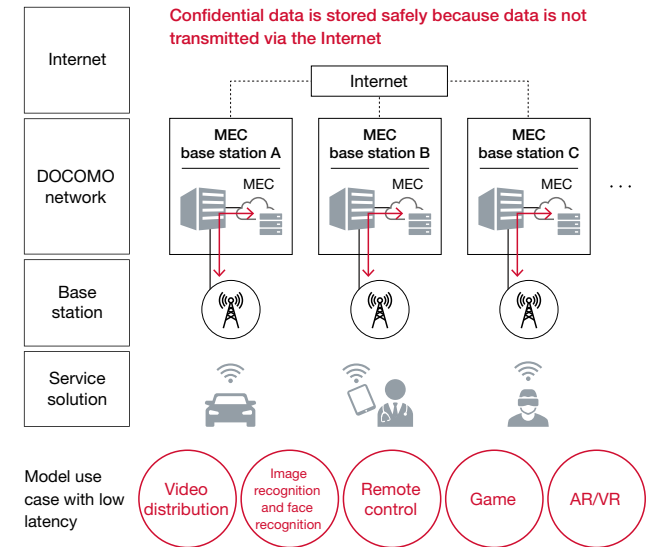 Confidential data is stored safely because data is not
transmitted via the Internet
Internet
Internet
DOCOMO
network
MEC
base station A
MEC
MEC
base station B
MEC
MEC
base station C
MEC
...
Base
station
Service
solution
Model use
case with low
latency
Video
distribution
Image
recognition
and face
recognition
Remote
control
Game
AR/VR